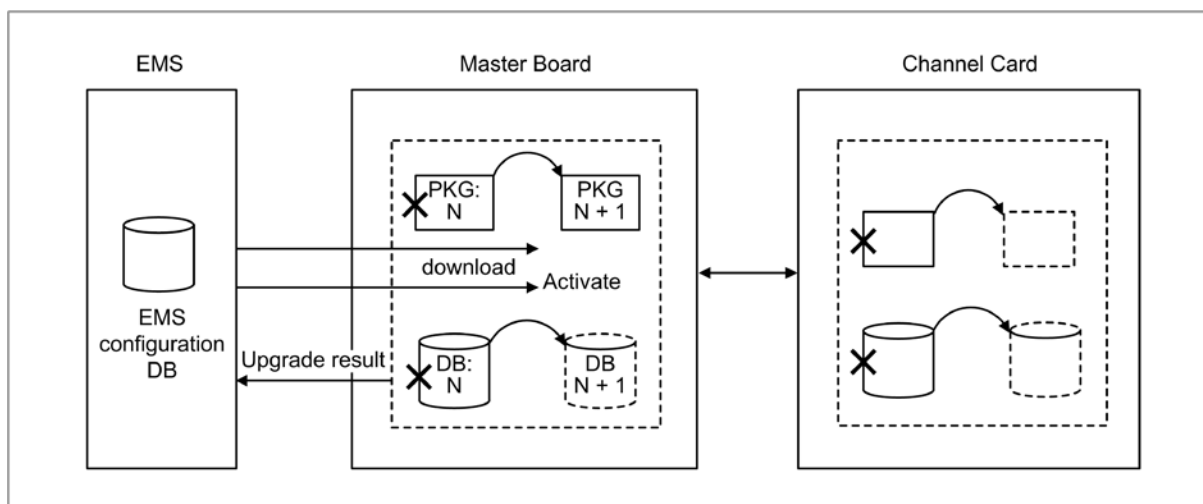 EMS
Master Board
Channel Card
PKG:
N
PKG
N + 1
download
Activate
EMS
configuration
DB
Upgrade result
DB:
N
DB
N + 1